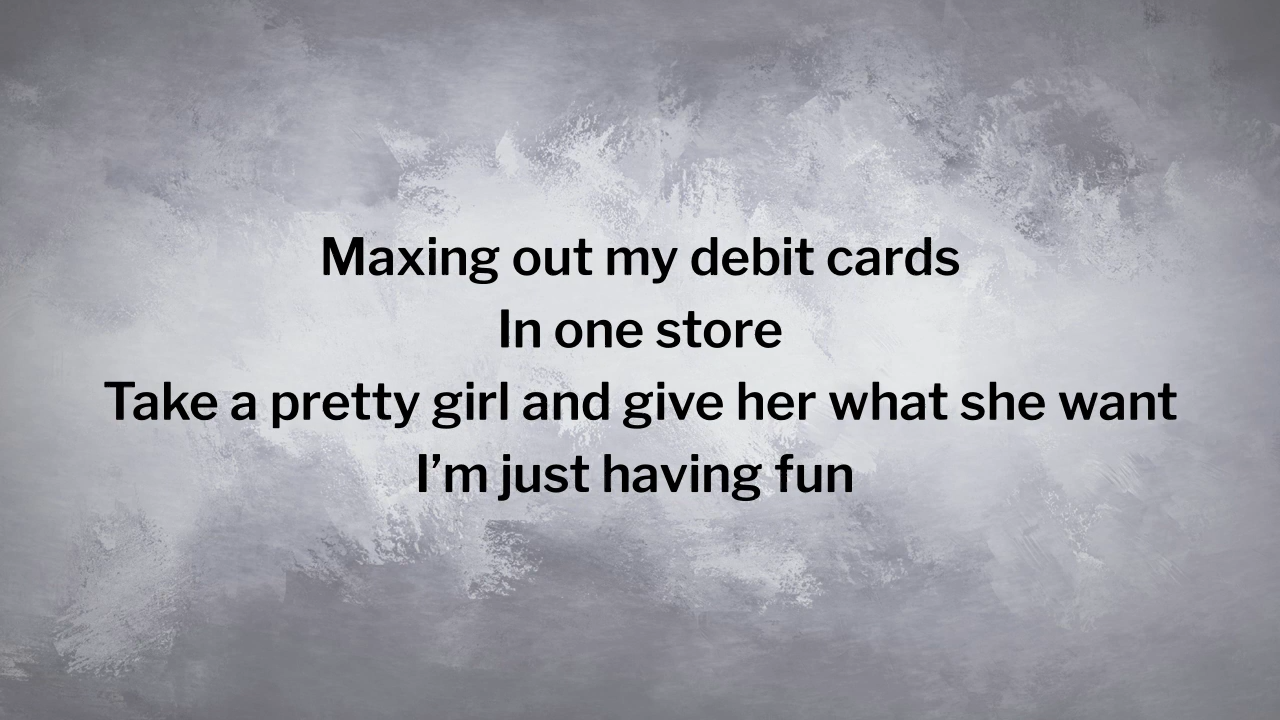 Maxing out my debit cards
In one store
Take a pretty girl and give her what she want
I’m just having fun